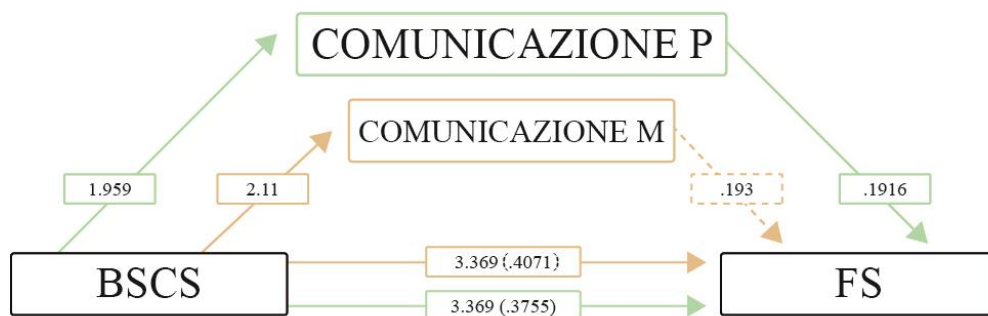 COMUNICAZIONE P
COMUNICAZIONE M
1.959
2.11
.193
.1916
BSCS
3.369 (.4071)
FS
3.369 (.3755)